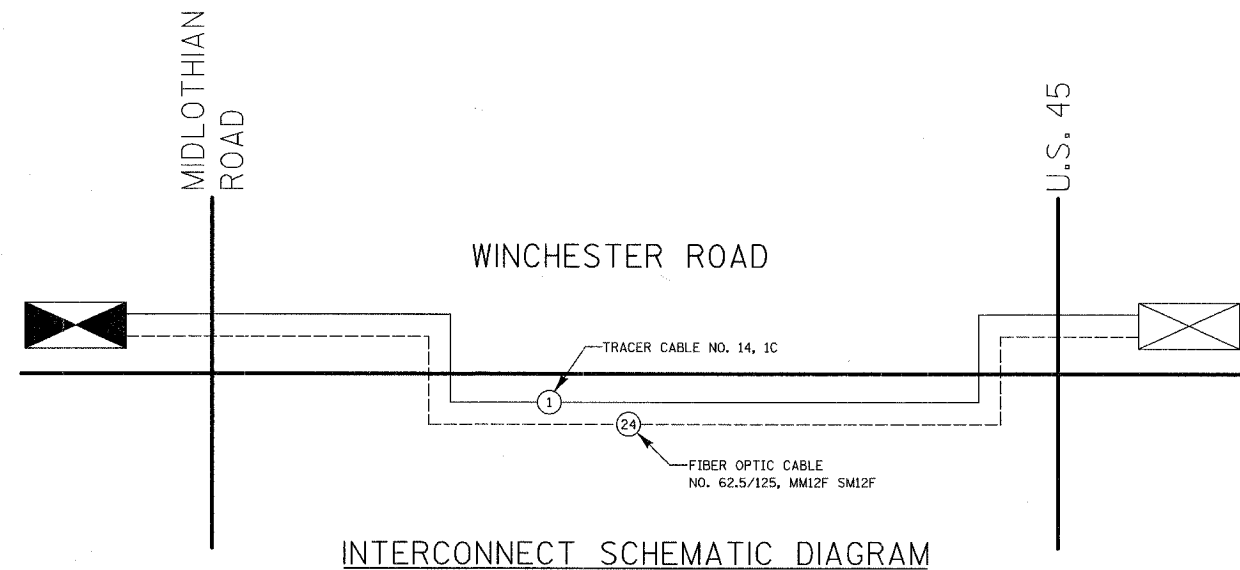 MIDLOTHIAN
ROAD
U.S. 45
WINCHESTER ROAD
TRACER CABLE NO. 14, 1C
1
24
FIBER OPTIC CABLE
NO. 62.5/125, MM12F SM12F
INTERCONNECT SCHEMATIC DIAGRAM